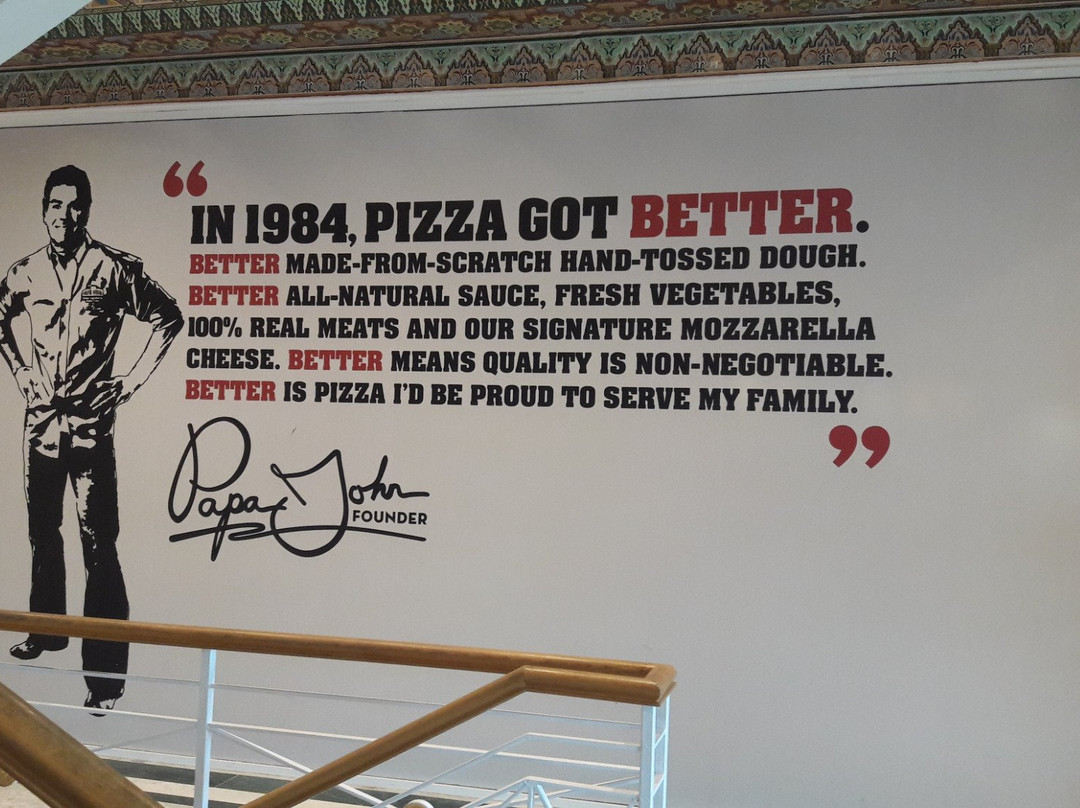 “
IN 1984, PIZZA GOT BETTER.
BETTER MADE-FROM-SCRATCH HAND-TOSSED DOUGH.
BETTER ALL-NATURAL SAUCE, FRESH VEGETABLES,
100% REAL MEATS AND OUR SIGNATURE MOZZARELLA
CHEESE. BETTER MEANS QUALITY IS NON-NEGOTIABLE.
BETTER IS PIZZA I'D BE PROUD TO SERVE MY FAMILY.
”
Papa John
FOUNDER